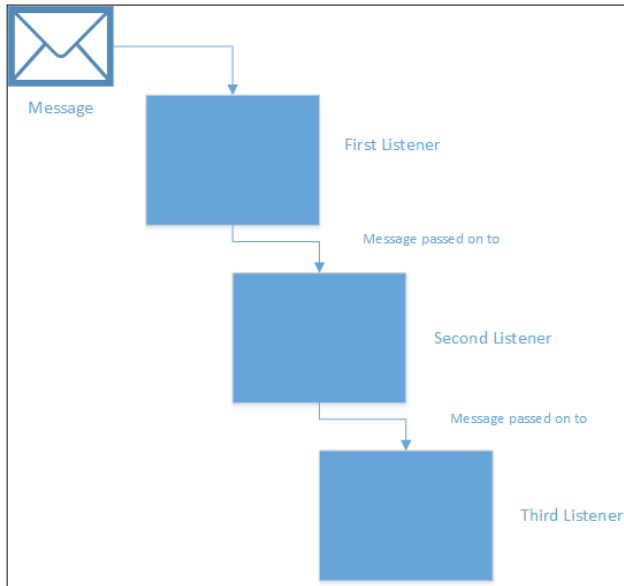 Message
First Listener
Message passed on to
Second Listener
Message passed on to
Third Listener